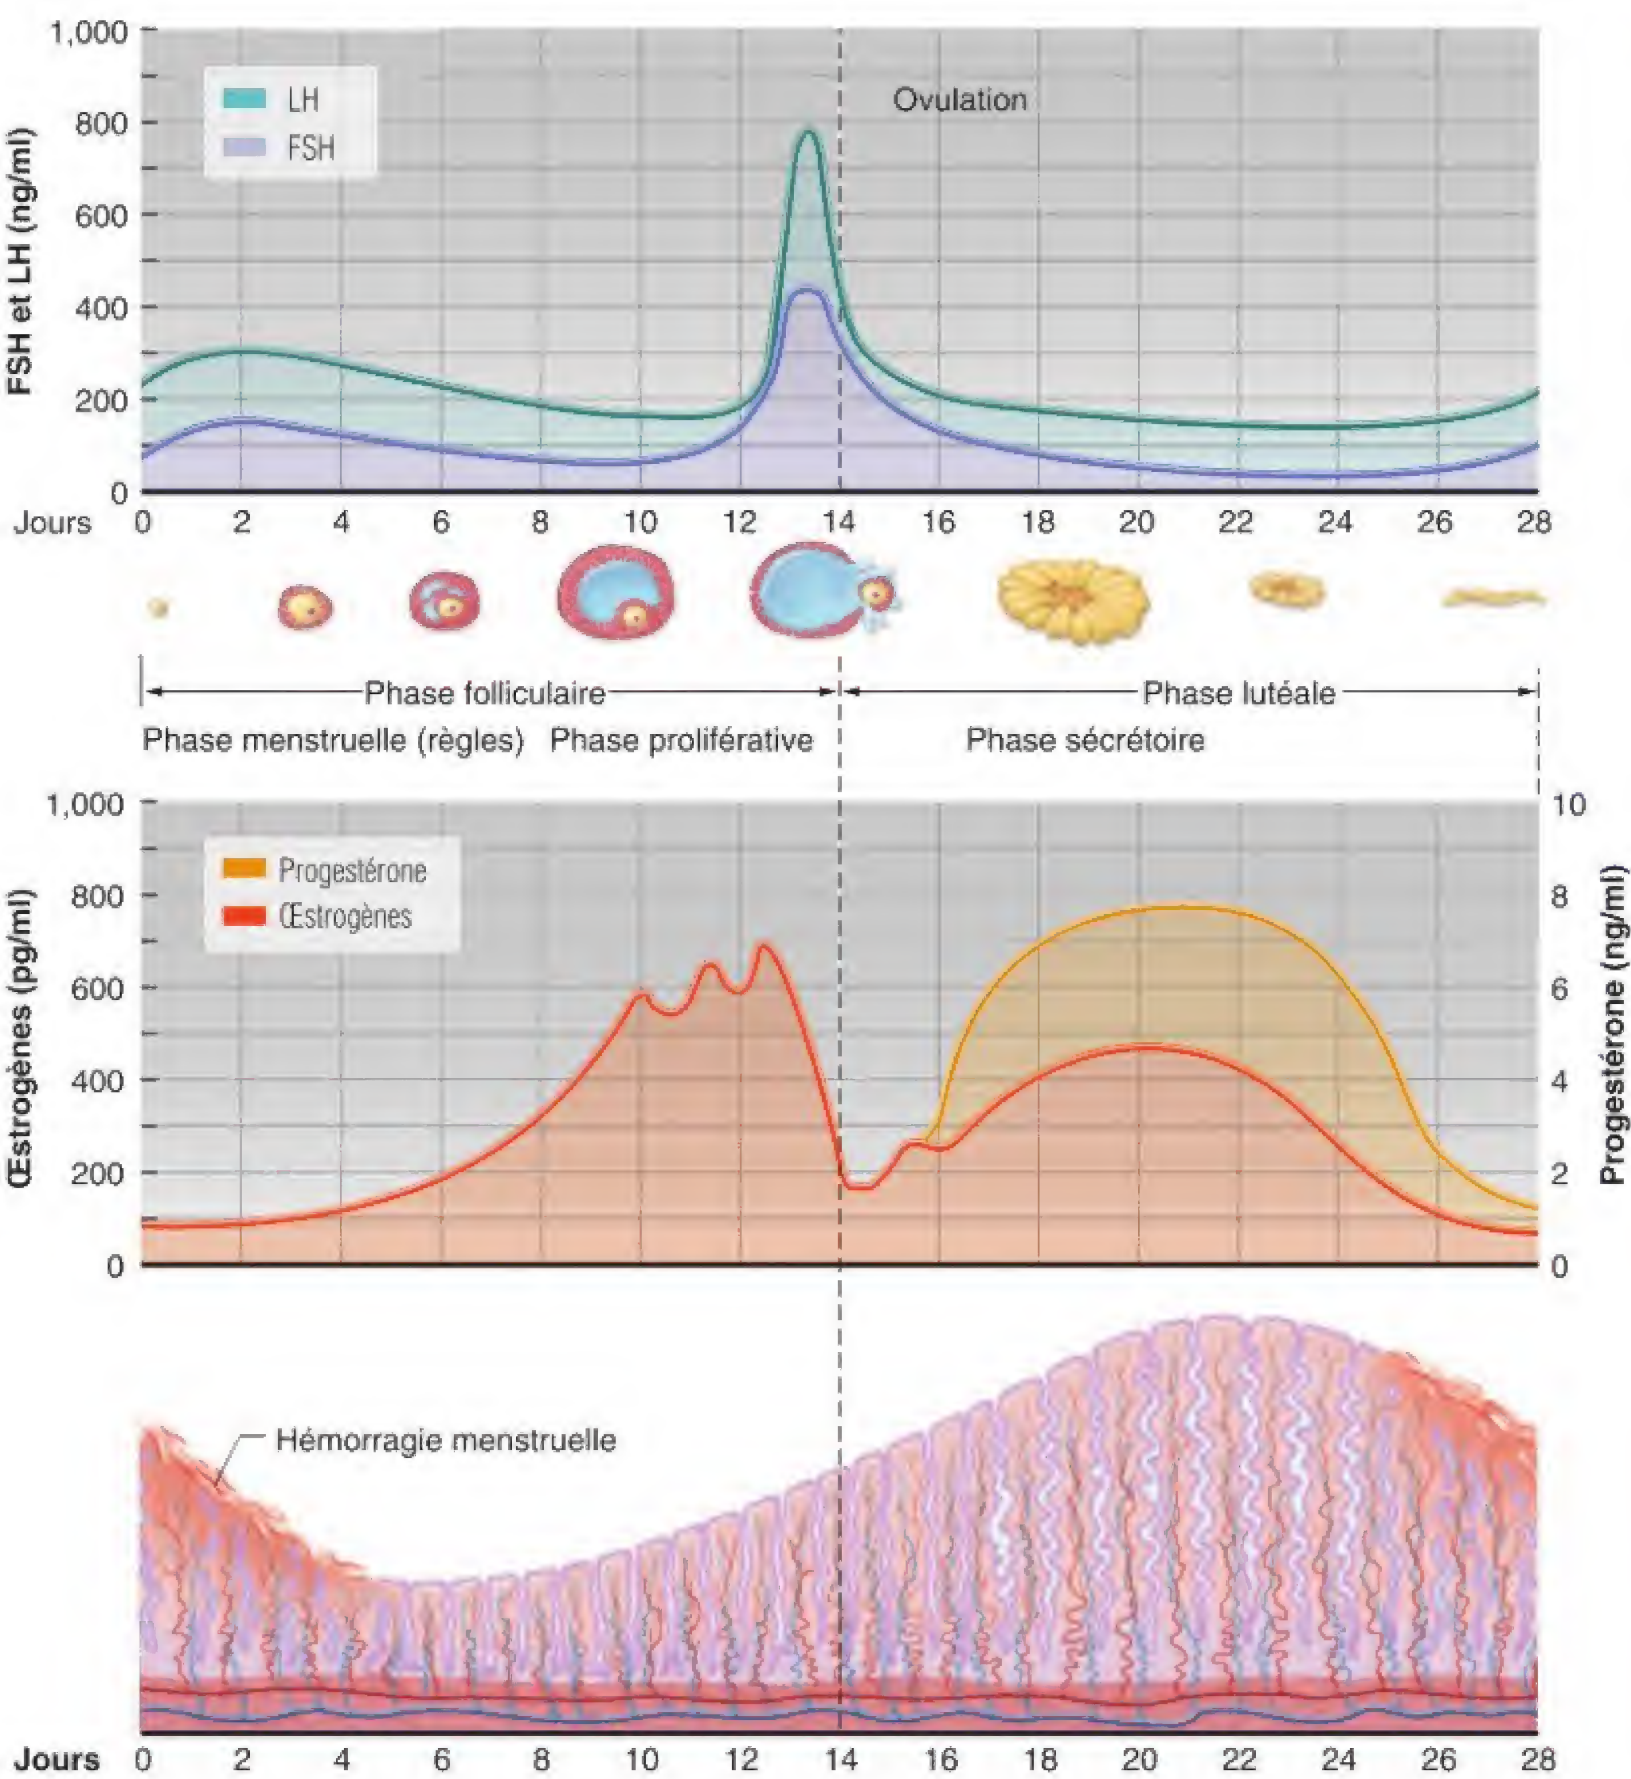 1,000
800
600
400
200
0
FSH et LH (ng/ml)
LH
FSH
Ovulation
Jours 0 2 4 6 8 10 12 14 16 18 20 22 24 26 28
Phase folliculaire Phase lutéale
Phase menstruelle (règles) Phase proliférative Phase sécrétoire
1,000
800
600
400
200
0
Œstrogènes (pg/ml)
Progestérone
Œstrogènes
10
8
6
4
2
0
Progestérone (ng/ml)
Hémorragie menstruelle
Jours 0 2 4 6 8 10 12 14 16 18 20 22 24 26 28